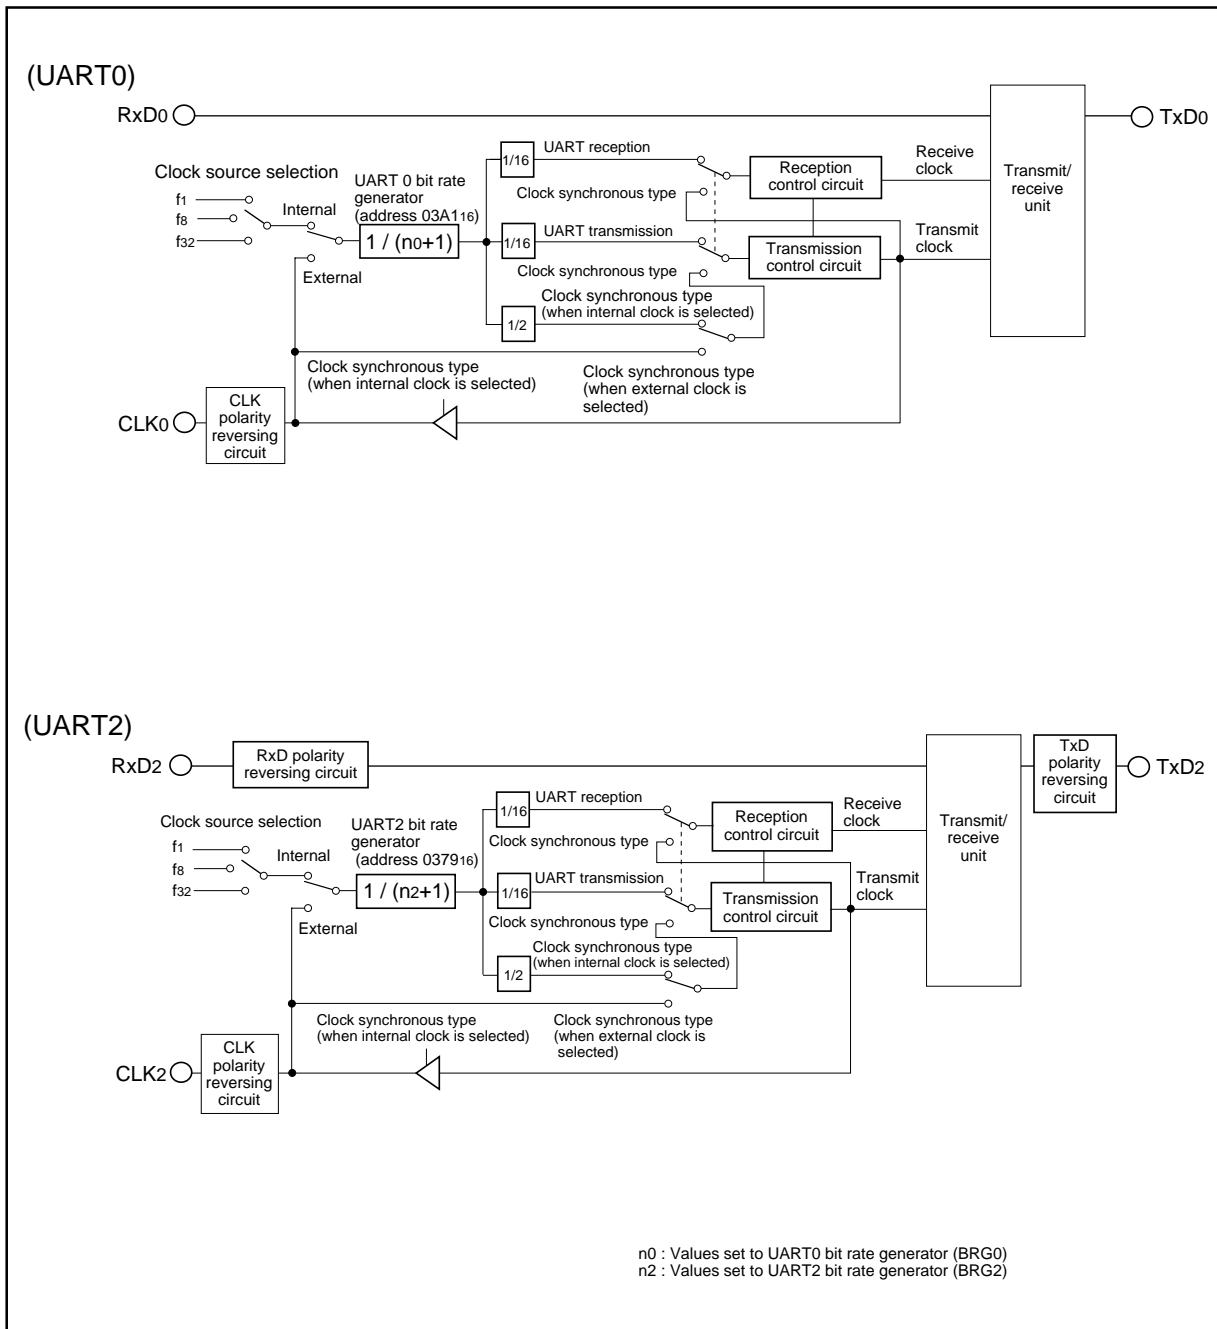 (UART0)
RxD0
TxD0
Clock source selection
f1
f8
f32
Internal
External
UART 0 bit rate
generator
(address 03A116)
1 / (n0+1)
1/16
UART reception
Clock synchronous type
1/16
UART transmission
Clock synchronous type
1/2
Clock synchronous type
(when internal clock is selected)
Reception
control circuit
Transmission
control circuit
Receive
clock
Transmit
clock
Transmit/
receive
unit
Clock synchronous type
(when internal clock is selected)
Clock synchronous type
(when external clock is
selected)
CLK0
CLK
polarity
reversing
circuit
(UART2)
RxD2
RxD polarity
reversing circuit
TxD
polarity
reversing
circuit
TxD2
Clock source selection
f1
f8
f32
Internal
External
UART2 bit rate
generator
(address 037916)
1 / (n2+1)
1/16
UART reception
Clock synchronous type
1/16
UART transmission
Clock synchronous type
1/2
Clock synchronous type
(when internal clock is selected)
Reception
control circuit
Transmission
control circuit
Receive
clock
Transmit
clock
Transmit/
receive
unit
Clock synchronous type
(when internal clock is selected)
Clock synchronous type
(when external clock is
selected)
CLK2
CLK
polarity
reversing
circuit
n0 : Values set to UART0 bit rate generator (BRG0)
n2 : Values set to UART2 bit rate generator (BRG2)